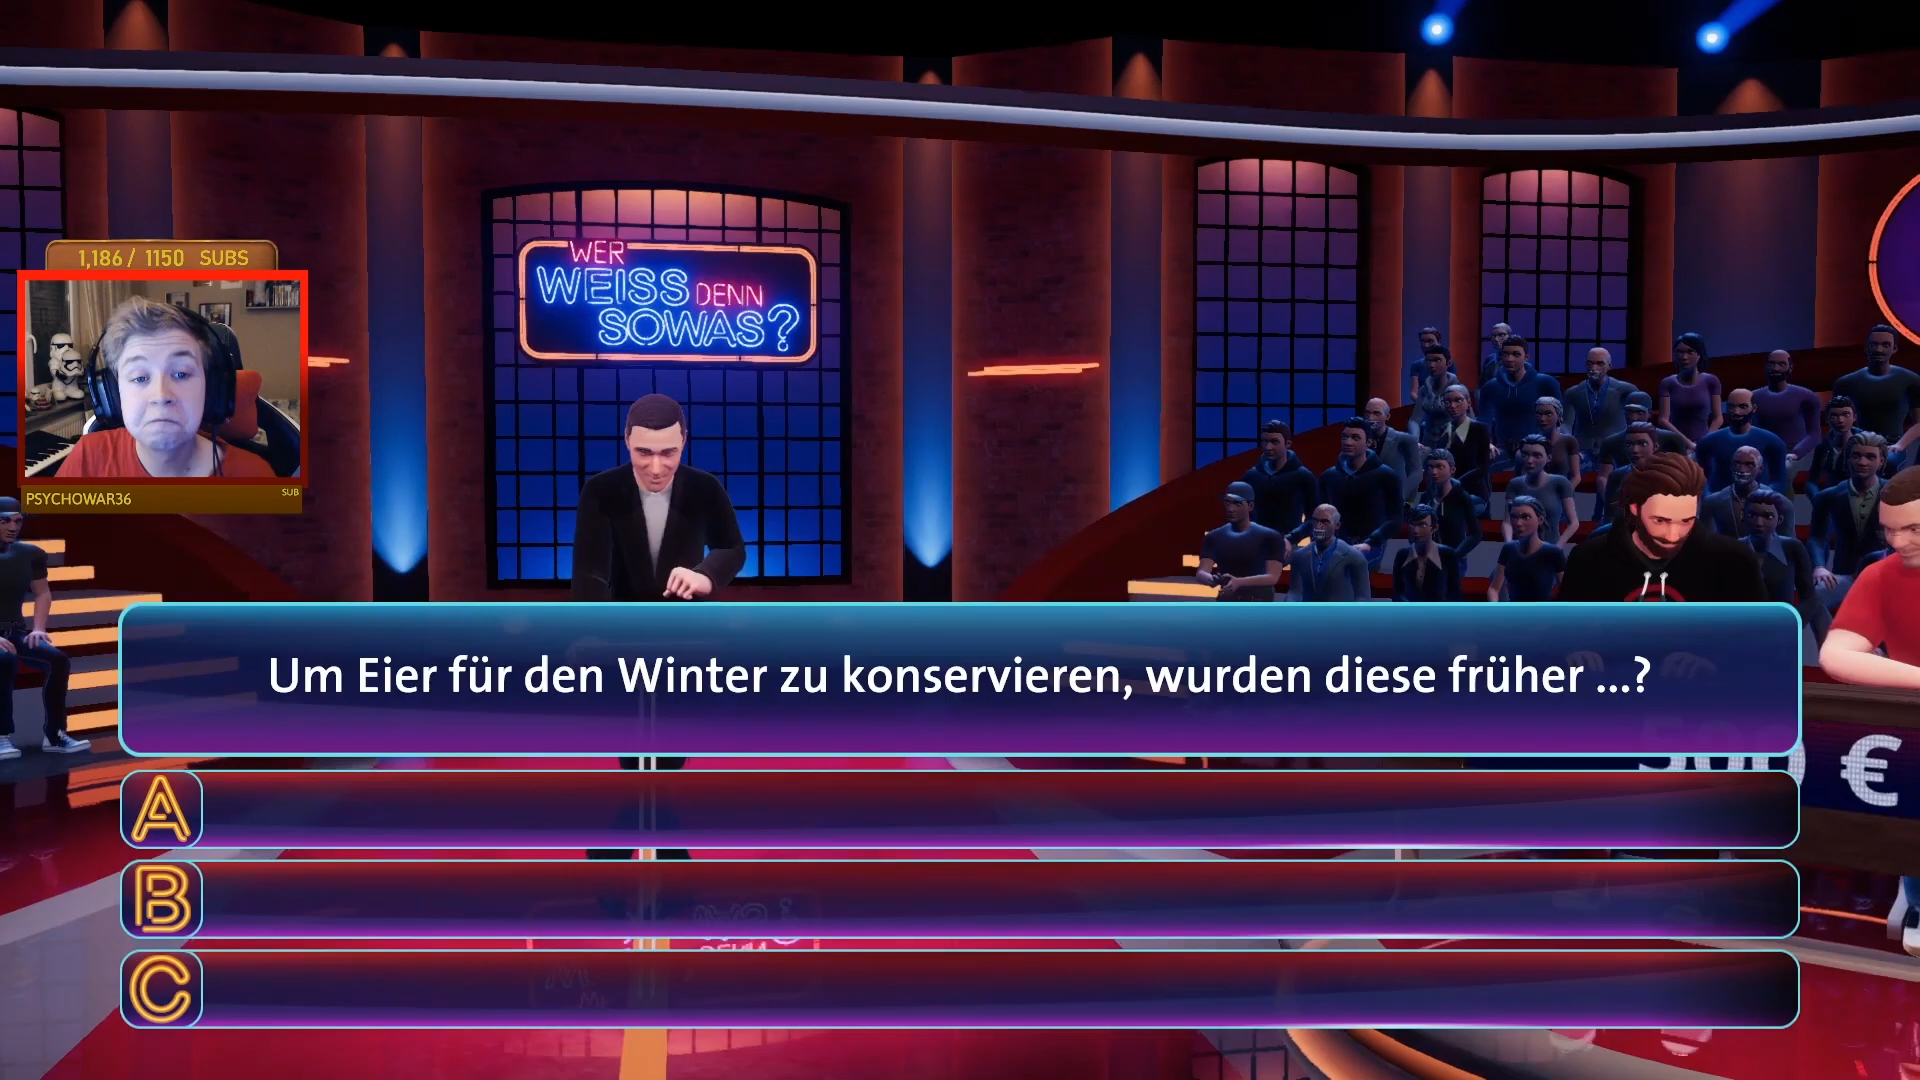 1,186 / 1150 SUBS
WER
WEISS DENN
SOWAS?
PSYCHOWAR36
SUB
Um Eier für den Winter zu konservieren, wurden diese früher ...?
500 €
A
B
C